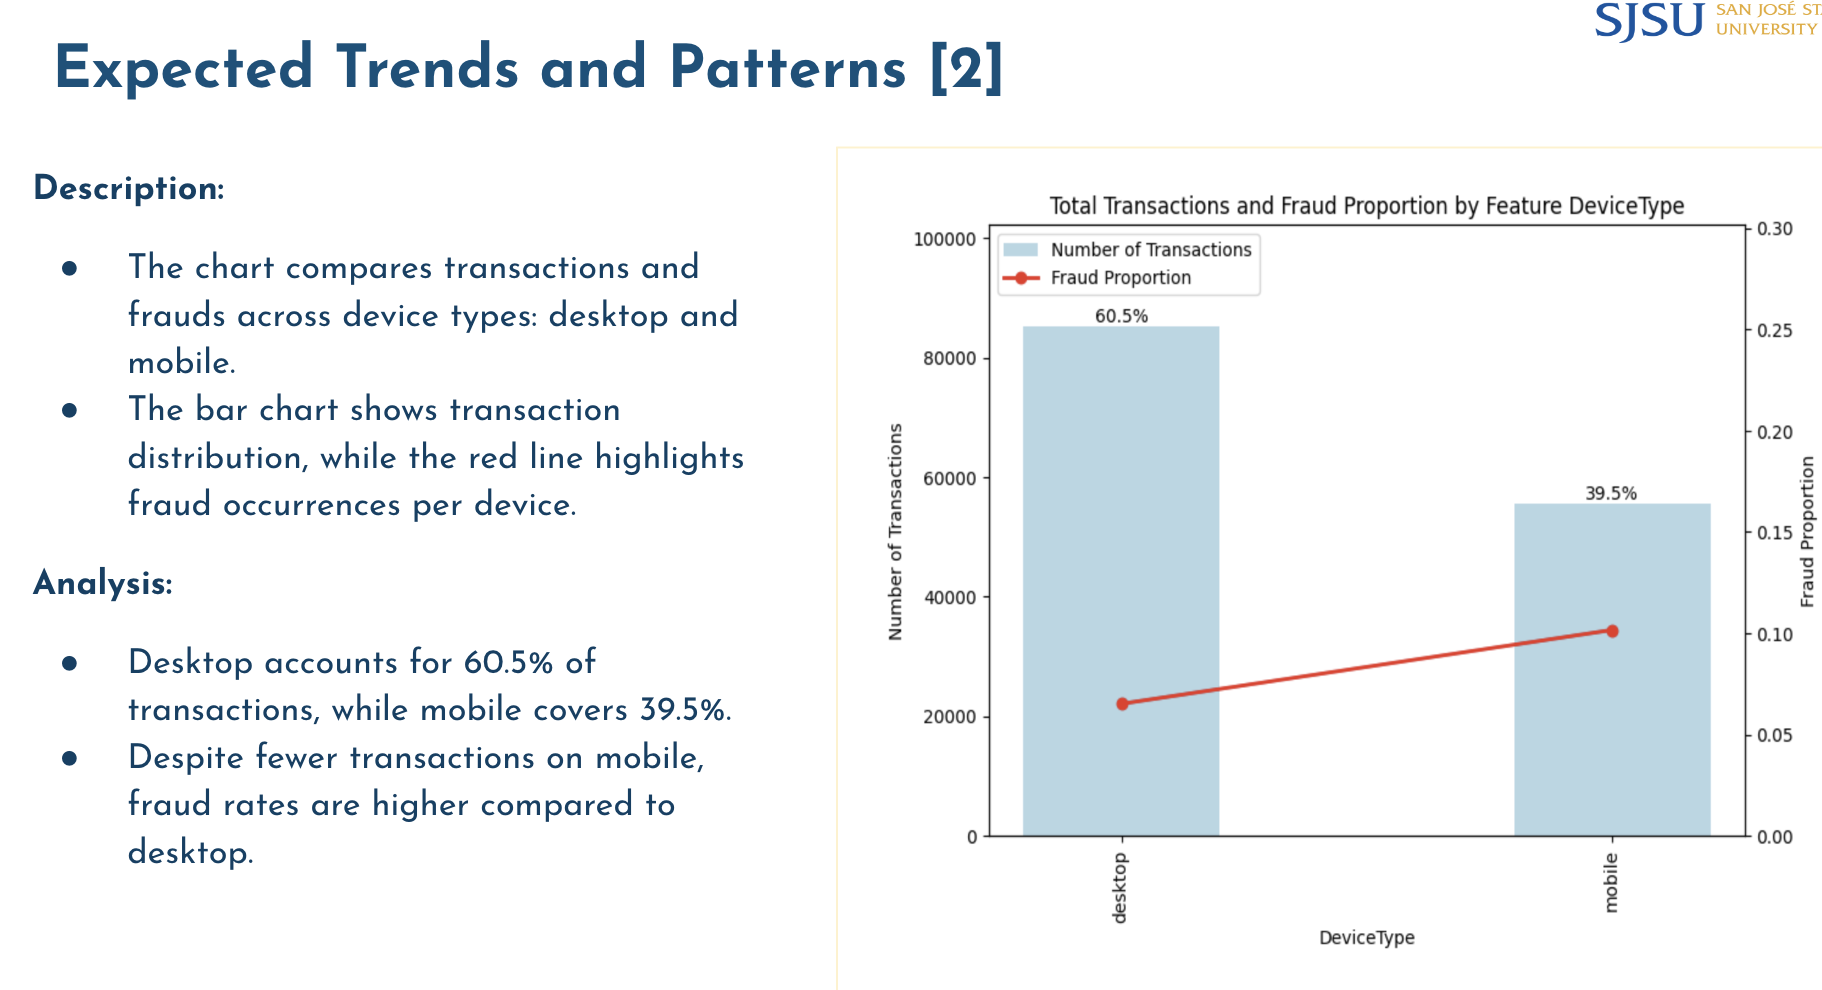 SJSU SAN JOSÉ ST
UNIVERSITY
Expected Trends and Patterns [2]
Description:
● The chart compares transactions and
frauds across device types: desktop and
mobile.
● The bar chart shows transaction
distribution, while the red line highlights
fraud occurrences per device.
Analysis:
● Desktop accounts for 60.5% of
transactions, while mobile covers 39.5%.
● Despite fewer transactions on mobile,
fraud rates are higher compared to
desktop.
Total Transactions and Fraud Proportion by Feature DeviceType
Number of Transactions
Fraud Proportion
60.5%
39.5%
Number of Transactions
100000
80000
60000
40000
20000
0
0.30
0.25
0.20
0.15
0.10
0.05
0.00
Fraud Proportion
desktop
mobile
DeviceType